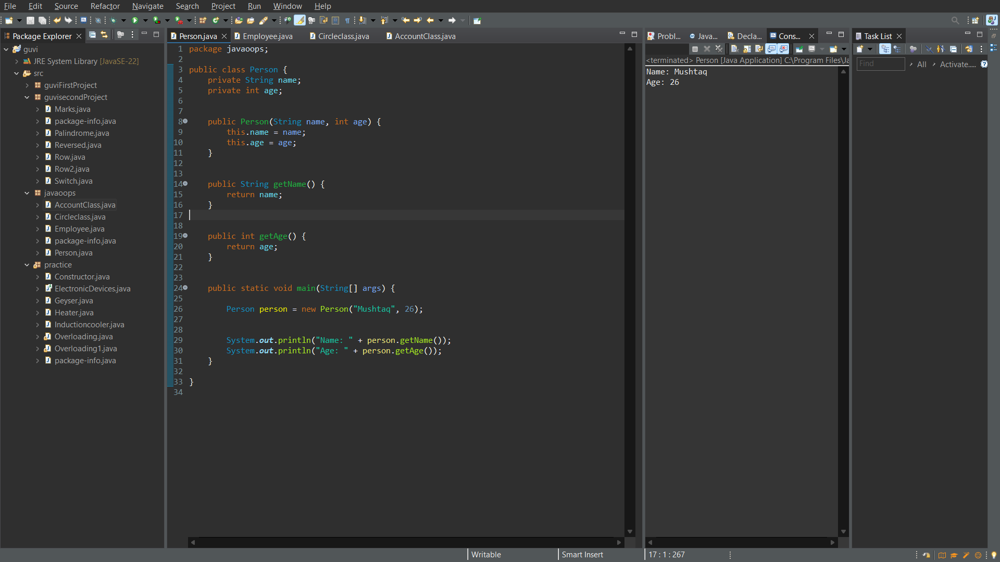 File Edit Source Refactor Navigate Search Project Run Window Help
Package Explorer
guvi
JRE System Library [JavaSE-22]
src
guviFirstProject
guvisecondProject
Marks.java
package-info.java
Palindrome.java
Reversed.java
Row.java
Row2.java
Switch.java
javaoops
AccountClass.java
Circleclass.java
Employee.java
package-info.java
Person.java
practice
Constructor.java
ElectronicDevices.java
Geyser.java
Heater.java
Inductioncooler.java
Overloading.java
Overloading1.java
package-info.java
Person.java Employee.java Circleclass.java AccountClass.java
1 package javaoops;
2
3 public class Person {
4     private String name;
5     private int age;
6
7
8     public Person(String name, int age) {
9         this.name = name;
10         this.age = age;
11     }
12
13
14     public String getName() {
15         return name;
16     }
17
18
19     public int getAge() {
20         return age;
21     }
22
23
24     public static void main(String[] args) {
25
26         Person person = new Person("Mushtaq", 26);
27
28
29         System.out.println("Name: " + person.getName());
30         System.out.println("Age: " + person.getAge());
31     }
32
33 }
34
Probl... Java... Decla... Cons...
<terminated> Person [Java Application] C:\Program Files\Ja
Name: Mushtaq
Age: 26
Task List
Find All Activate.....
Writable Smart Insert 17 : 1 : 267